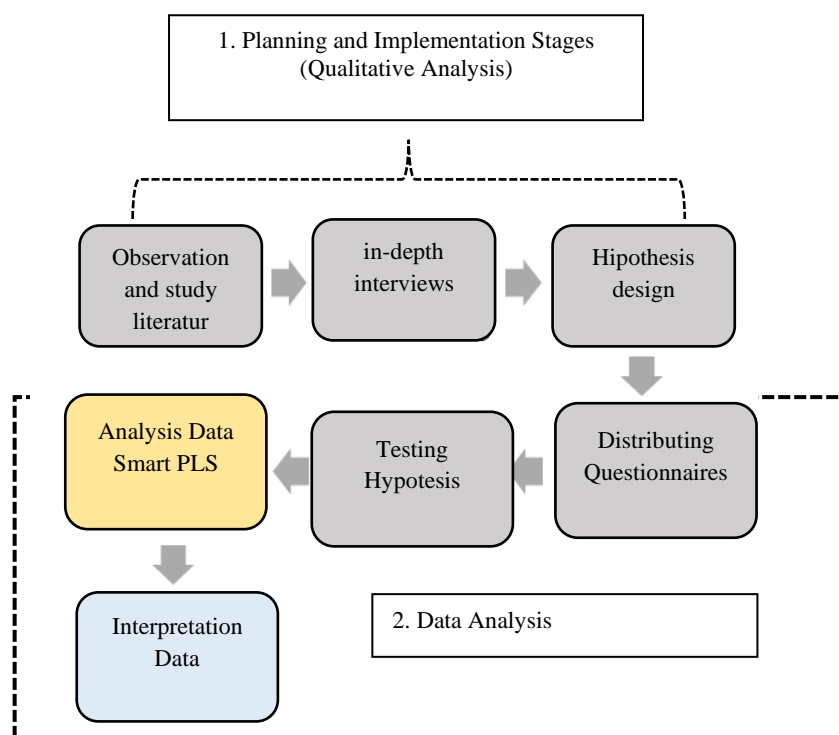 1. Planning and Implementation Stages
(Qualitative Analysis)
Observation
and study
literatur
in-depth
interviews
Hipothesis
design
Analysis Data
Smart PLS
Testing
Hypotesis
Distributing
Questionnaires
Interpretation
Data
2. Data Analysis